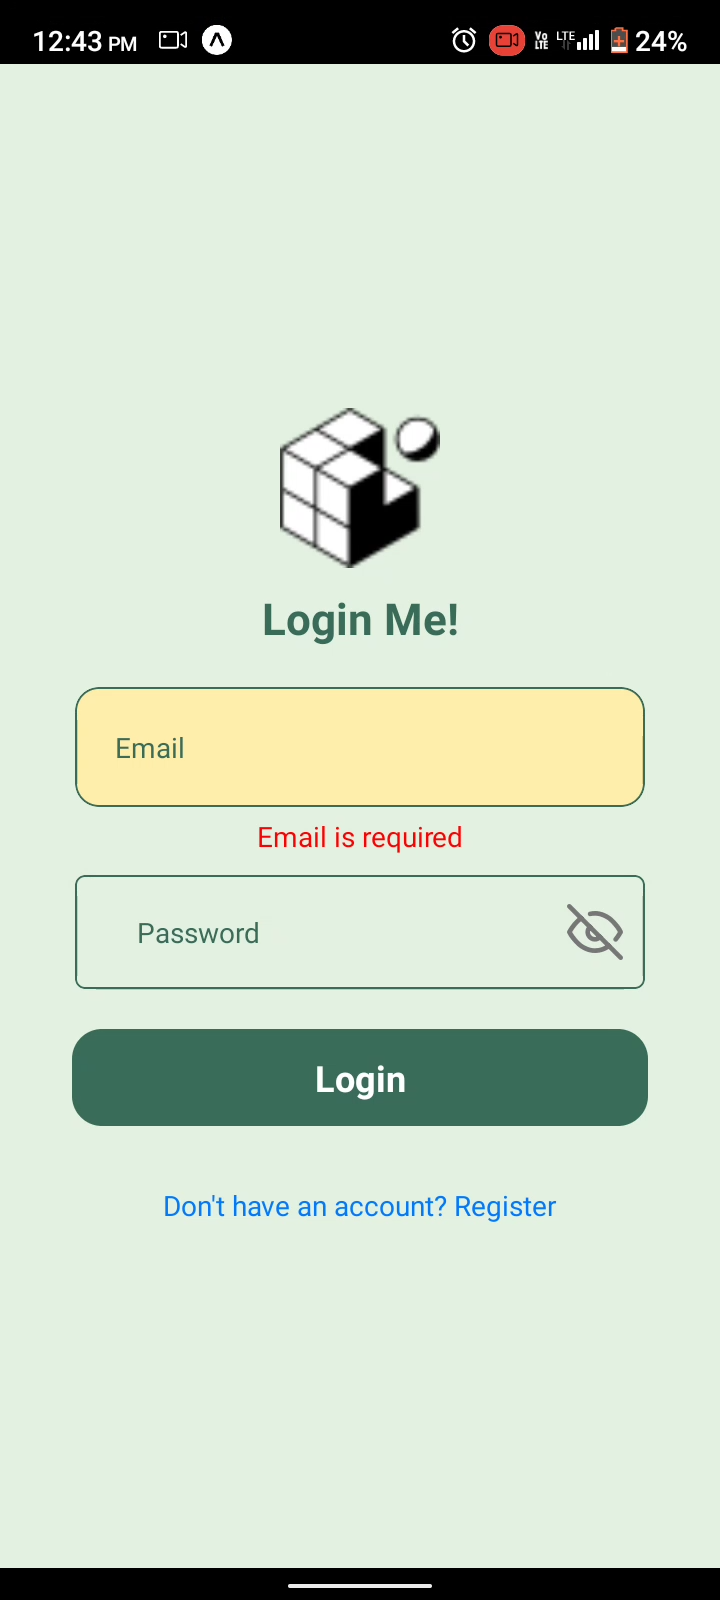 12:43 PM
Vo LTE LTE 24%
Login Me!
Email
Email is required
Password
Login
Don't have an account? Register